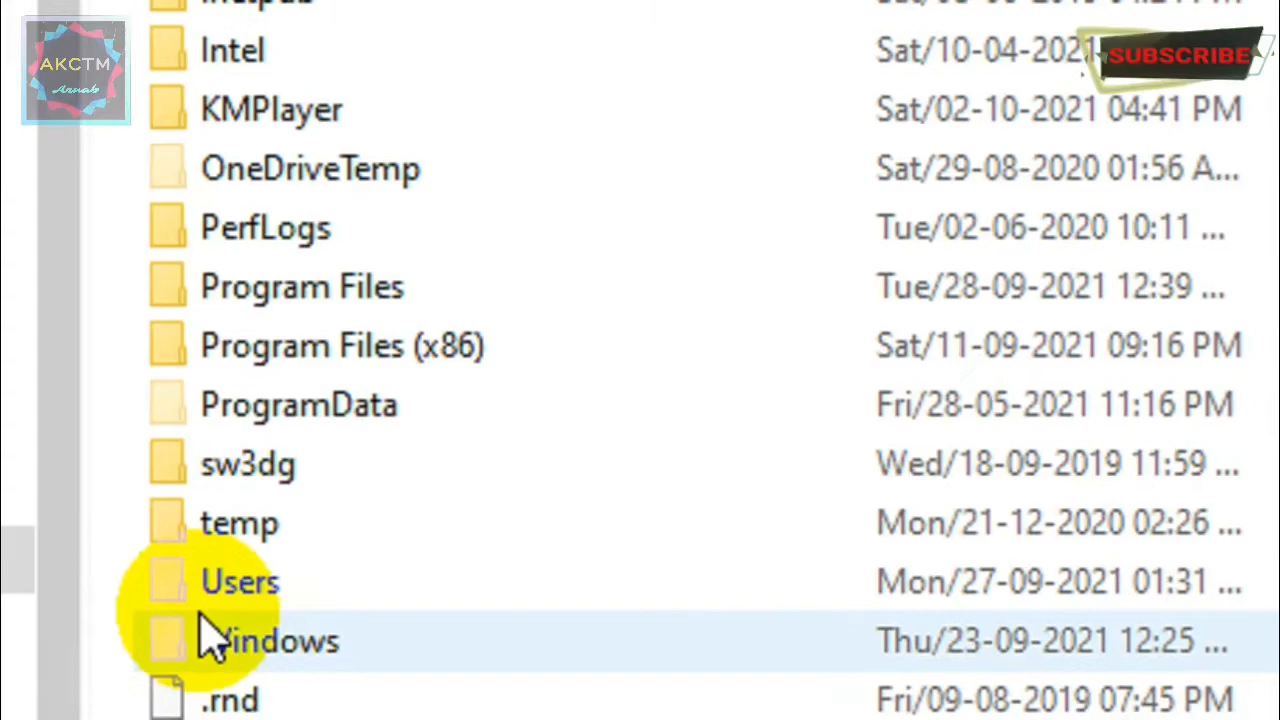 AKCTM
Arnab
SUBSCRIBE
Intel Sat/10-04-2021
KMPlayer Sat/02-10-2021 04:41 PM
OneDriveTemp Sat/29-08-2020 01:56 A...
PerfLogs Tue/02-06-2020 10:11 ...
Program Files Tue/28-09-2021 12:39 ...
Program Files (x86) Sat/11-09-2021 09:16 PM
ProgramData Fri/28-05-2021 11:16 PM
sw3dg Wed/18-09-2019 11:59 ...
temp Mon/21-12-2020 02:26 ...
Users Mon/27-09-2021 01:31 ...
Windows Thu/23-09-2021 12:25 ...
.rnd Fri/09-08-2019 07:45 PM